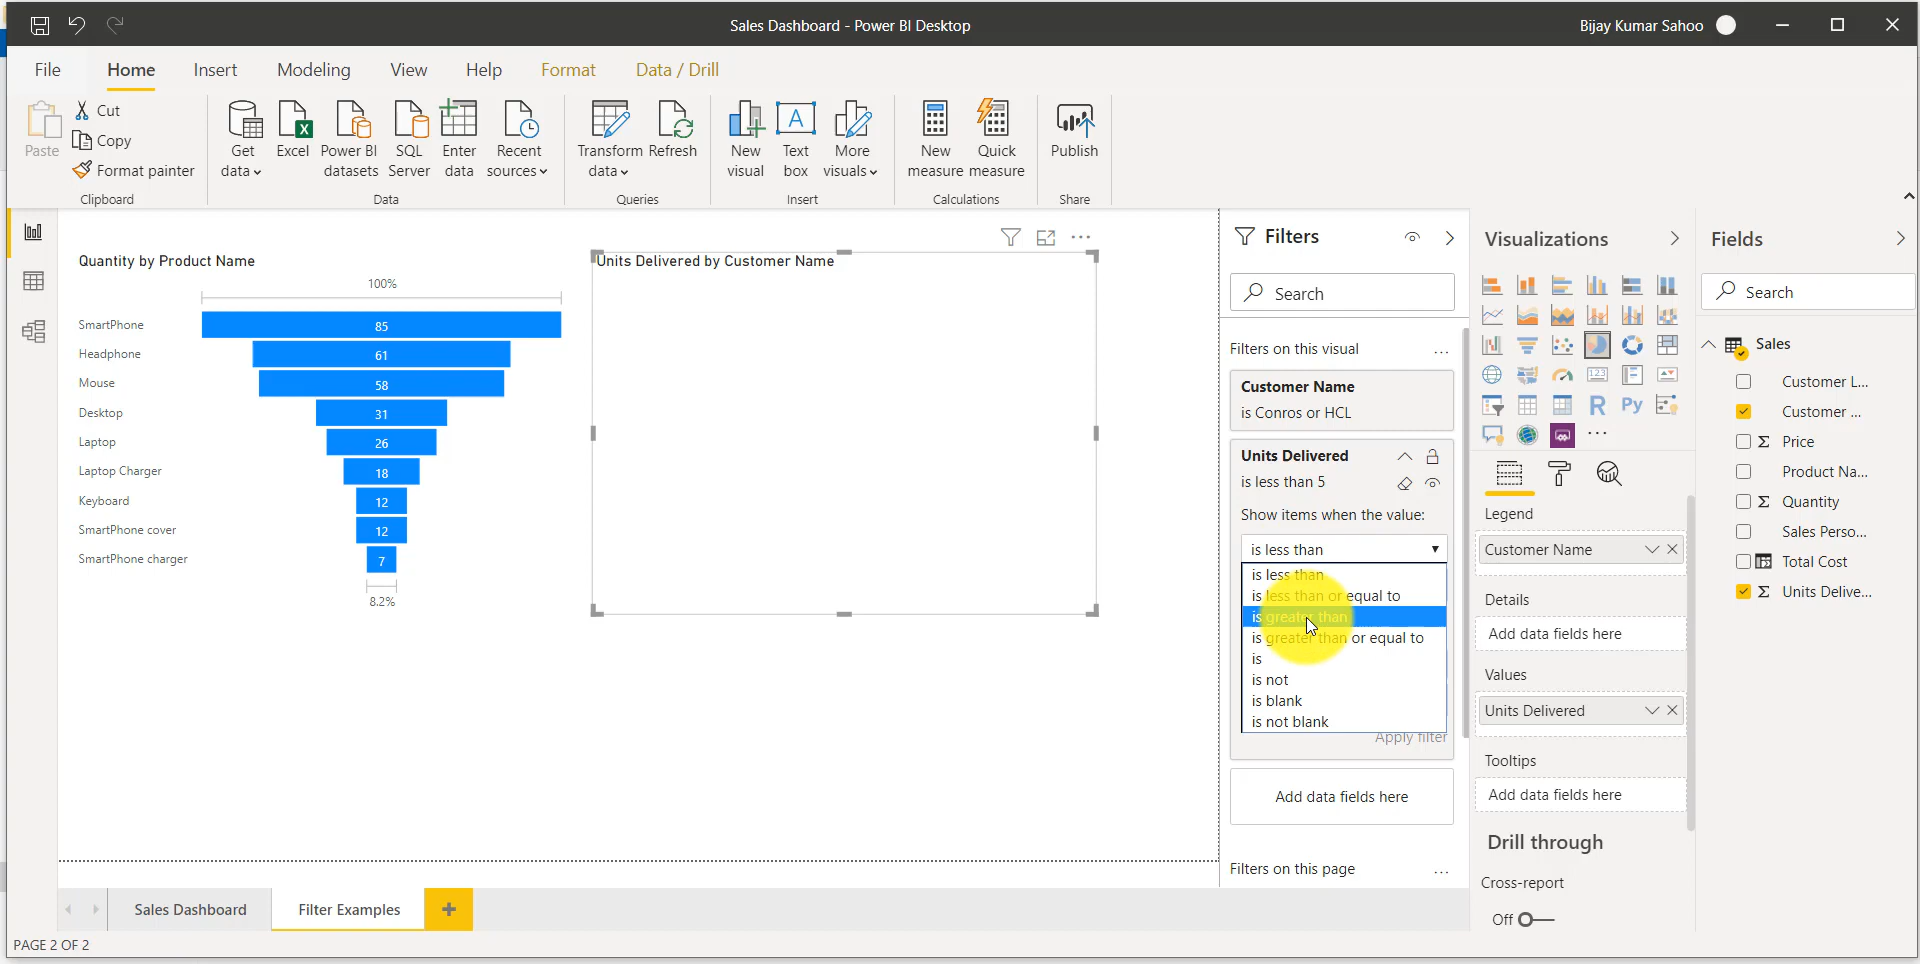 Sales Dashboard - Power BI Desktop
Bijay Kumar Sahoo
File
Home
Insert
Modeling
View
Help
Format
Data / Drill
Paste
Cut
Copy
Format painter
Clipboard
Get data
Excel
Power BI datasets
SQL Server
Enter data
Recent sources
Data
Transform data
Refresh
Queries
New visual
Text box
More visuals
Insert
New measure
Quick measure
Calculations
Publish
Share
Quantity by Product Name
100%
SmartPhone 85
Headphone 61
Mouse 58
Desktop 31
Laptop 26
Laptop Charger 18
Keyboard 12
SmartPhone cover 12
SmartPhone charger 7
8.2%
Units Delivered by Customer Name
Filters
Search
Filters on this visual
Customer Name
is Conros or HCL
Units Delivered
is less than 5
Show items when the value:
is less than
is less than
is less than or equal to
is greater than
is greater than or equal to
is
is not
is blank
is not blank
Apply filter
Add data fields here
Filters on this page
Visualizations
R
Py
123
Legend
Customer Name
Details
Add data fields here
Values
Units Delivered
Tooltips
Add data fields here
Drill through
Cross-report
Off
Fields
Search
Sales
Customer L...
Customer ...
Σ Price
Product Na...
Σ Quantity
Sales Perso...
Total Cost
Σ Units Delive...
Sales Dashboard
Filter Examples
PAGE 2 OF 2